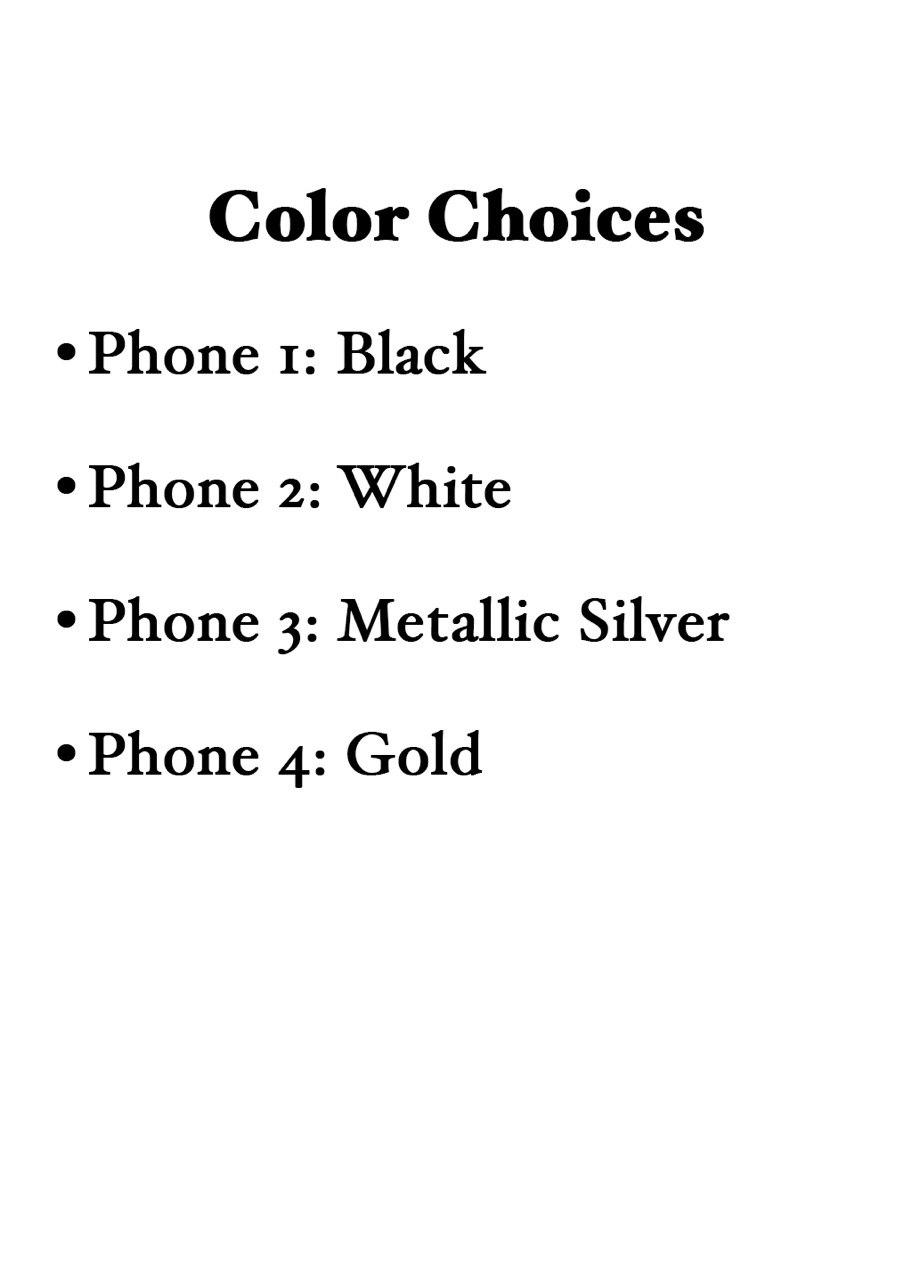 Color Choices
• Phone 1: Black
• Phone 2: White
• Phone 3: Metallic Silver
• Phone 4: Gold